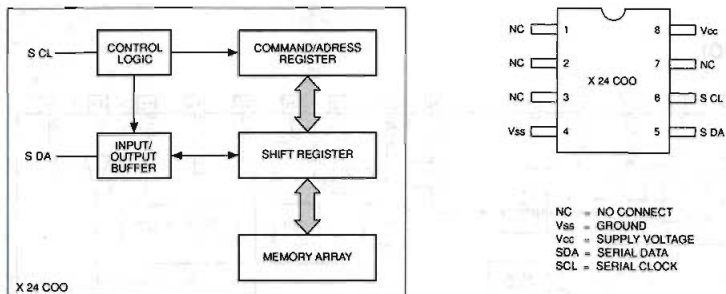 S CL
CONTROL
LOGIC
COMMAND/ADRESS
REGISTER
S DA
INPUT/
OUTPUT
BUFFER
SHIFT REGISTER
MEMORY ARRAY
X 24 COO
NC 1 8 Vcc
NC 2 7 NC
X 24 COO
NC 3 6 S CL
Vss 4 5 S DA
NC = NO CONNECT
Vss = GROUND
Vcc = SUPPLY VOLTAGE
SDA = SERIAL DATA
SCL = SERIAL CLOCK